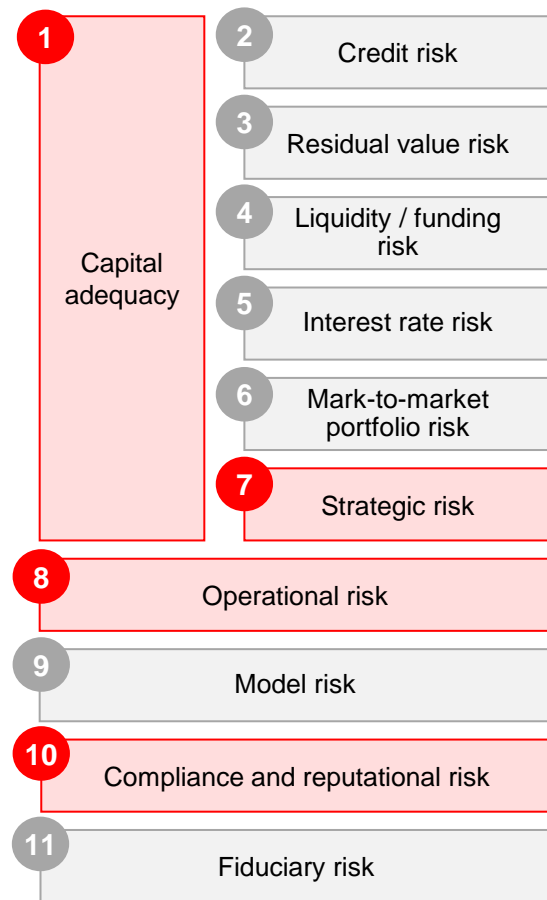 1
Capital
adequacy
2
Credit risk
3
Residual value risk
4
Liquidity / funding
risk
5
Interest rate risk
6
Mark-to-market
portfolio risk
7
Strategic risk
8
Operational risk
9
Model risk
10
Compliance and reputational risk
11
Fiduciary risk